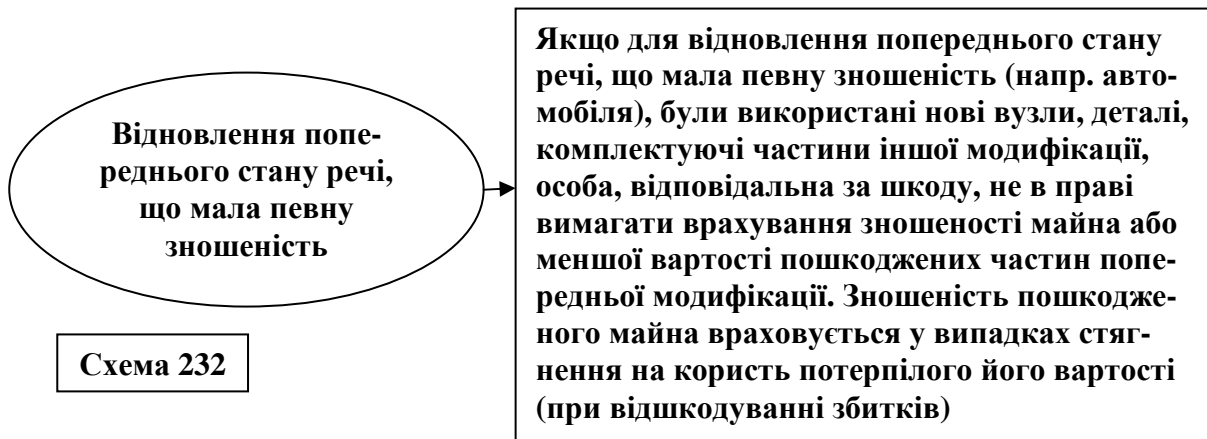 Відновлення попе-
реднього стану речі,
що мала певну
зношеність
Якщо для відновлення попереднього стану
речі, що мала певну зношеність (напр. авто-
мобіля), були використані нові вузли, деталі,
комплектуючі частини іншої модифікації,
особа, відповідальна за шкоду, не в праві
вимагати врахування зношеності майна або
меншої вартості пошкоджених частин попе-
редньої модифікації. Зношеність пошкодже-
ного майна враховується у випадках стяг-
нення на користь потерпілого його вартості
(при відшкодуванні збитків)
Схема 232